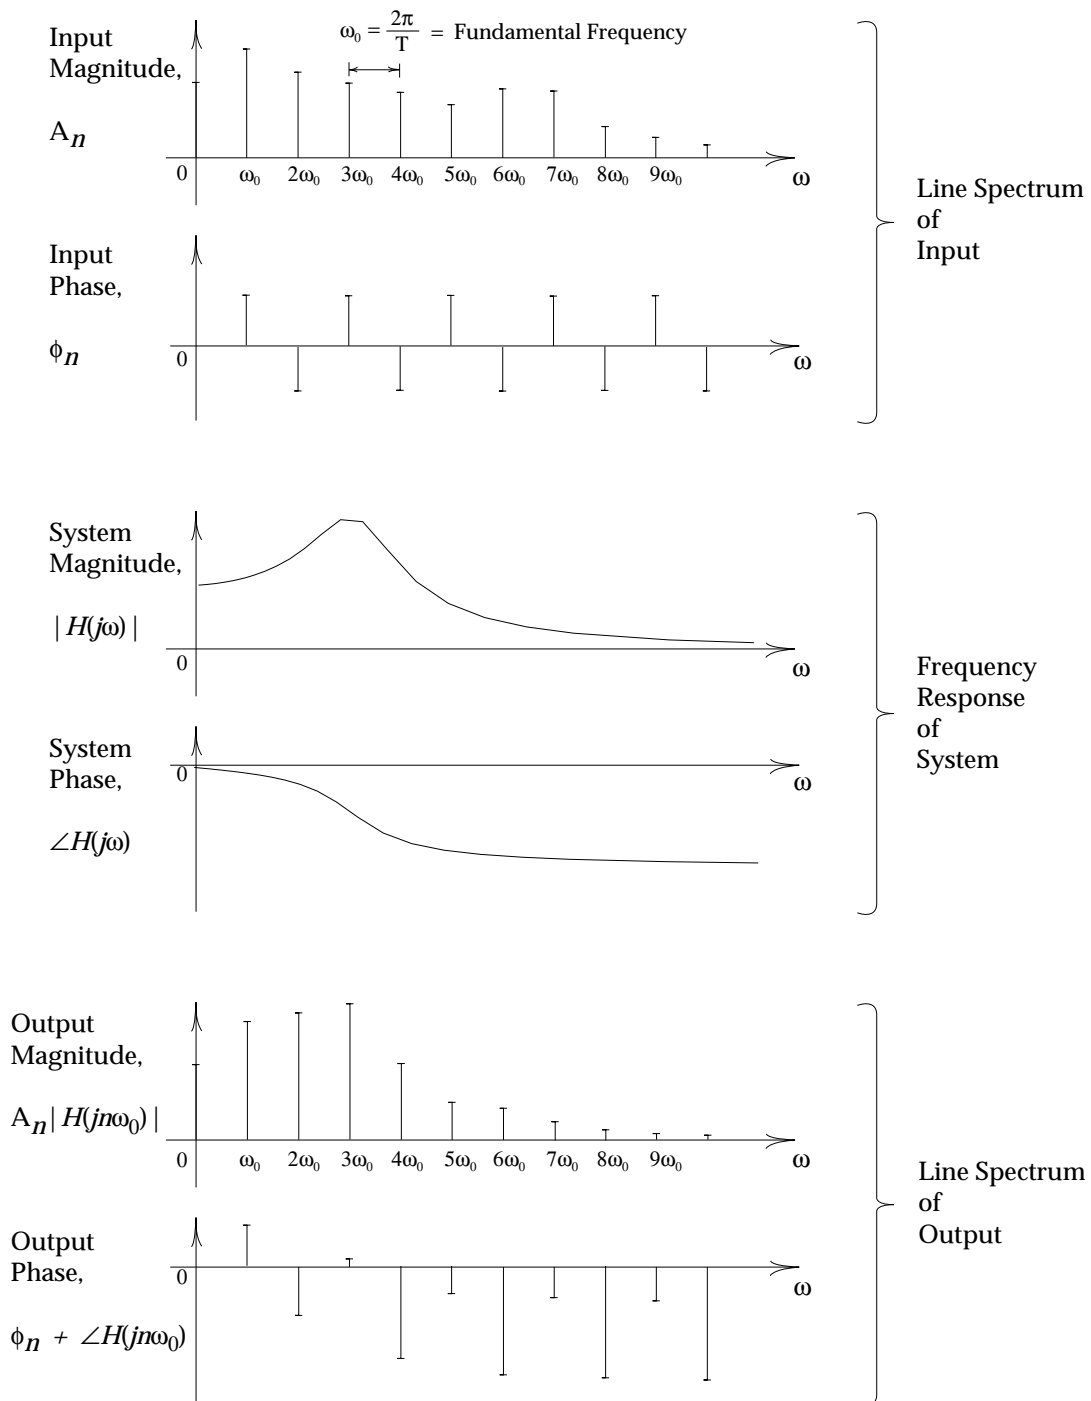 Input
Magnitude,
Aₙ
ω₀ = 2π/T = Fundamental Frequency
0 ω₀ 2ω₀ 3ω₀ 4ω₀ 5ω₀ 6ω₀ 7ω₀ 8ω₀ 9ω₀ ω
Input
Phase,
ϕₙ
0 ω
Line Spectrum
of
Input
System
Magnitude,
| H(jω) |
0 ω
System
Phase,
∠H(jω)
0 ω
Frequency
Response
of
System
Output
Magnitude,
Aₙ| H(jnω₀) |
0 ω₀ 2ω₀ 3ω₀ 4ω₀ 5ω₀ 6ω₀ 7ω₀ 8ω₀ 9ω₀ ω
Output
Phase,
ϕₙ + ∠H(jnω₀)
0 ω
Line Spectrum
of
Output